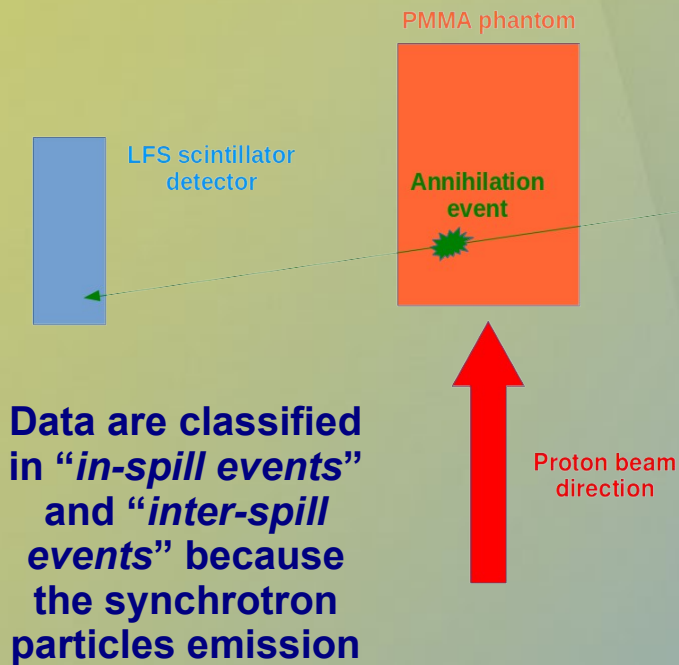 PMMA phantom
LFS scintillator
detector
Annihilation
event
Proton beam
direction
Data are classified
in “in-spill events”
and “inter-spill
events” because
the synchrotron
particles emission